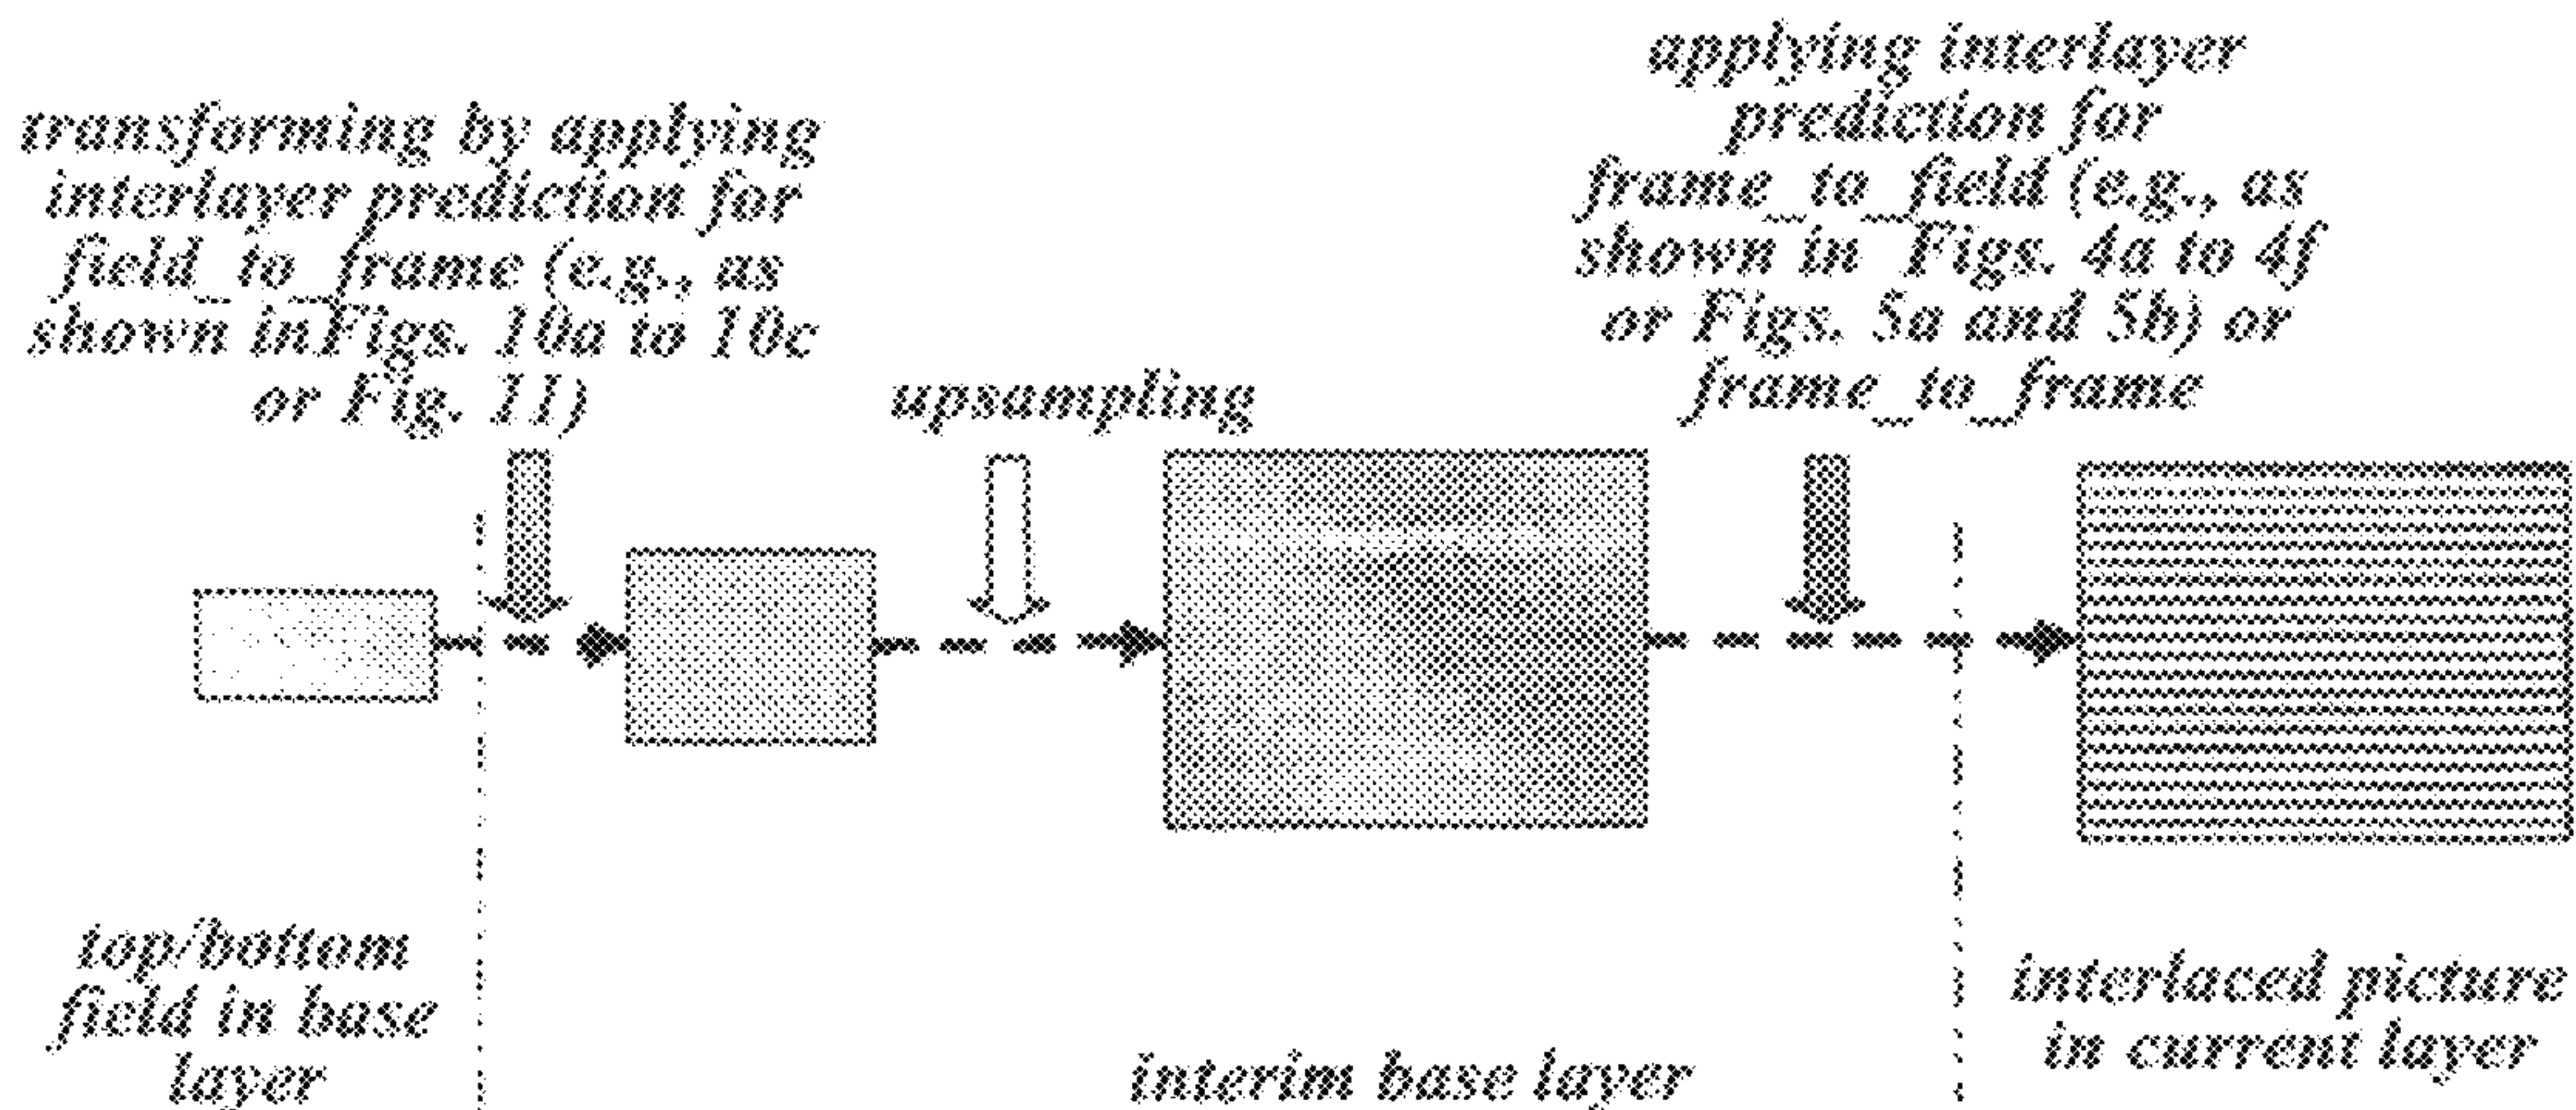 transforming by applying
interlayer prediction for
field_to_frame (e.g., as
shown inFigs. 10a to 10c
or Fig. 11)
upsampling
applying interlayer
prediction for
frame_to_field (e.g., as
shown in Figs. 4a to 4f
or Figs. 5a and 5b) or
frame_to_frame
top/bottom
field in base
layer
interim base layer
interlaced picture
in current layer